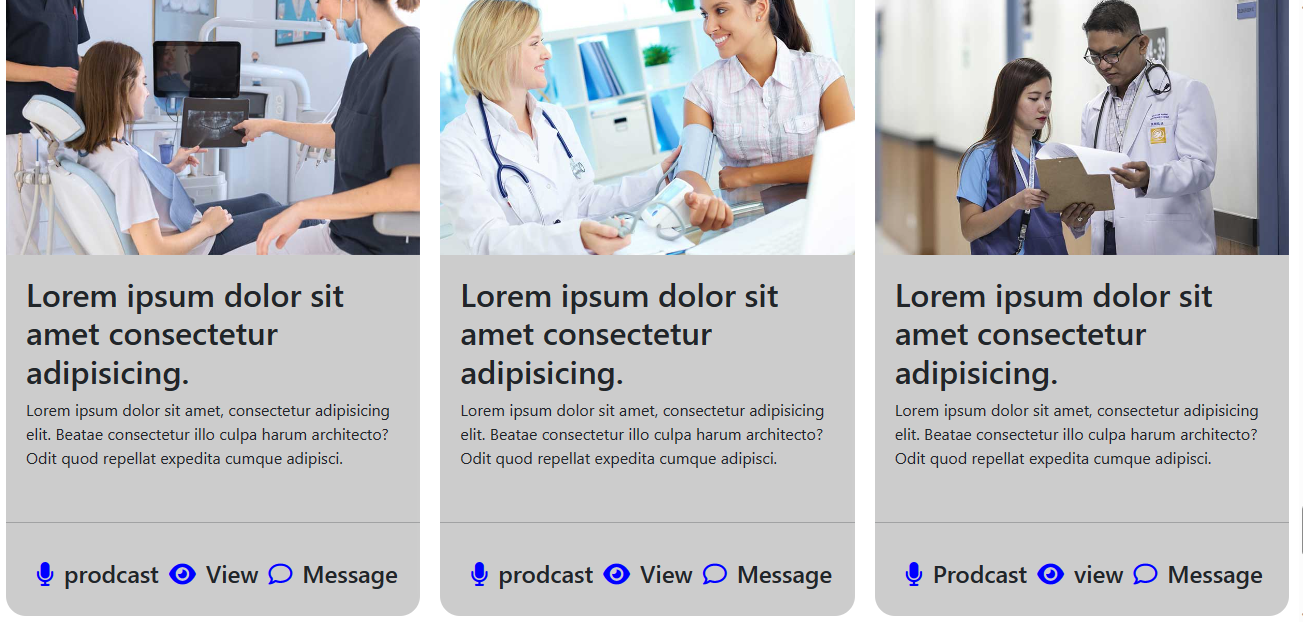 Lorem ipsum dolor sit
amet consectetur
adipisicing.
Lorem ipsum dolor sit amet, consectetur adipisicing
elit. Beatae consectetur illo culpa harum architecto?
Odit quod repellat expedita cumque adipisci.
prodcast View Message
Lorem ipsum dolor sit
amet consectetur
adipisicing.
Lorem ipsum dolor sit amet, consectetur adipisicing
elit. Beatae consectetur illo culpa harum architecto?
Odit quod repellat expedita cumque adipisci.
prodcast View Message
Lorem ipsum dolor sit
amet consectetur
adipisicing.
Lorem ipsum dolor sit amet, consectetur adipisicing
elit. Beatae consectetur illo culpa harum architecto?
Odit quod repellat expedita cumque adipisci.
Prodcast view Message